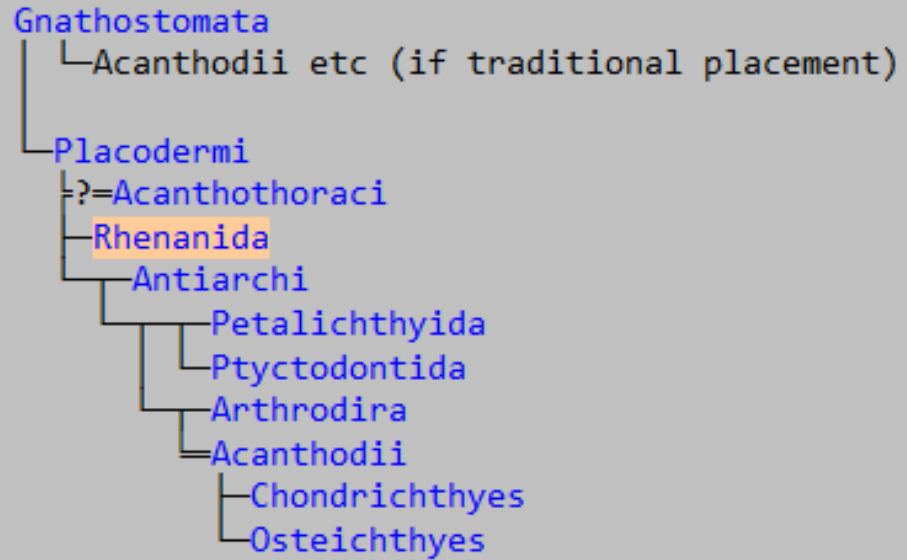 Gnathostomata
Acanthodii etc (if traditional placement)
Placodermi
?=Acanthothoraci
Rhenanida
Antiarchi
Petalichthyida
Ptyctodontida
Arthrodira
Acanthodii
Chondrichthyes
Osteichthyes